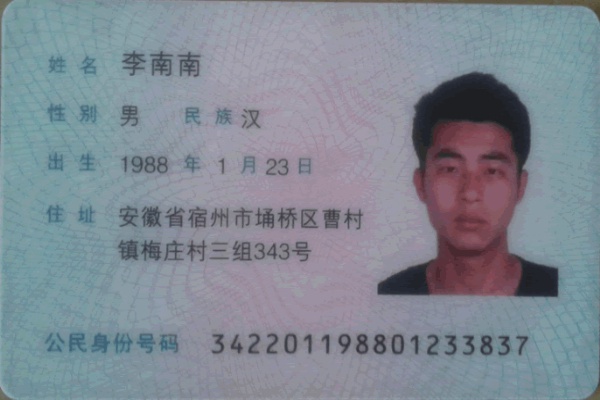 姓名 李南南
性别 男 民族 汉
出生 1988 年 1 月 23 日
住址 安徽省宿州市埇桥区曹村
镇梅庄村三组343号
公民身份号码 342201198801233837